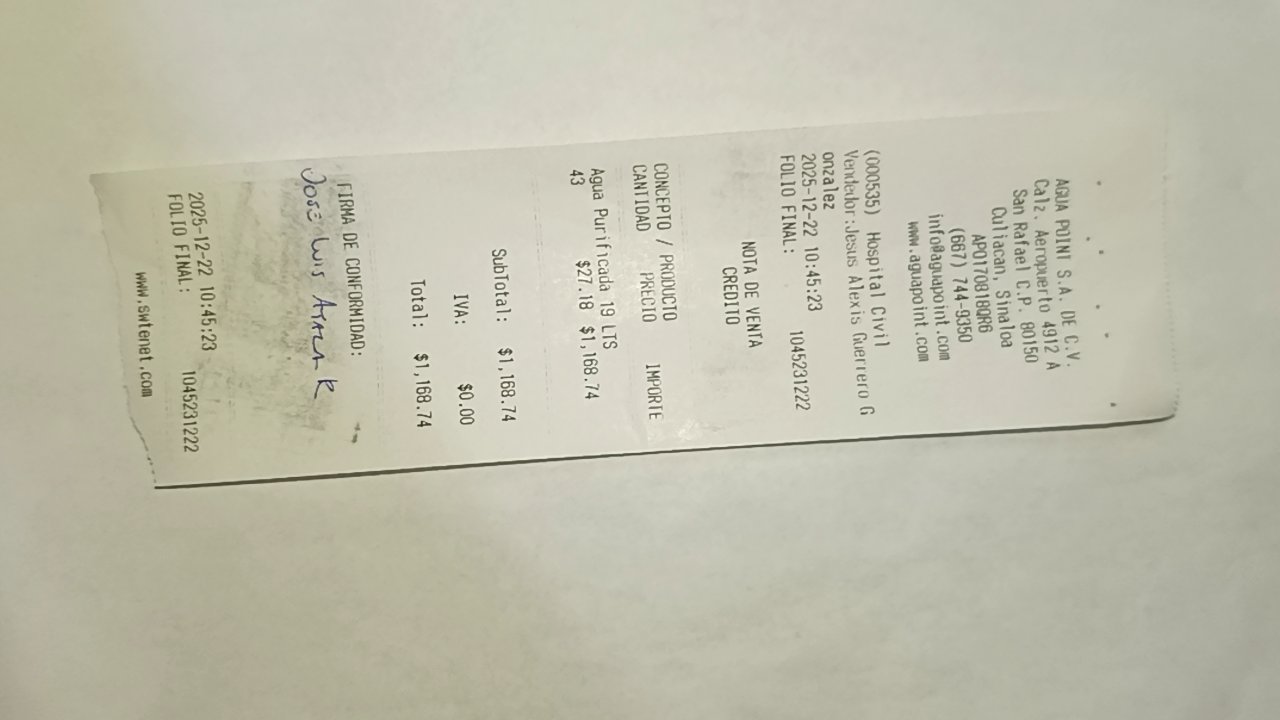 AGUA POINT S.A. DE C.V.
Calz. Aeropuerto 4912 A
San Rafael C.P. 80150
Culiacan, Sinaloa
APO170818QR6
(667) 744-9350
info@aguapoint.com
www.aguapoint.com
(000535) Hospital Civil
Vendedor:Jesus Alexis Guerrero G
onzalez
2025-12-22 10:45:23
FOLIO FINAL: 1045231222
NOTA DE VENTA
CREDITO
CONCEPTO / PRODUCTO
CANTIDAD PRECIO IMPORTE
Agua Purificada 19 LTS
43 $27.18 $1,168.74
SubTotal: $1,168.74
IVA: $0.00
Total: $1,168.74
FIRMA DE CONFORMIDAD:
JOSE LUIS AYALA R
2025-12-22 10:45:23
FOLIO FINAL: 1045231222
www.swtenet.com